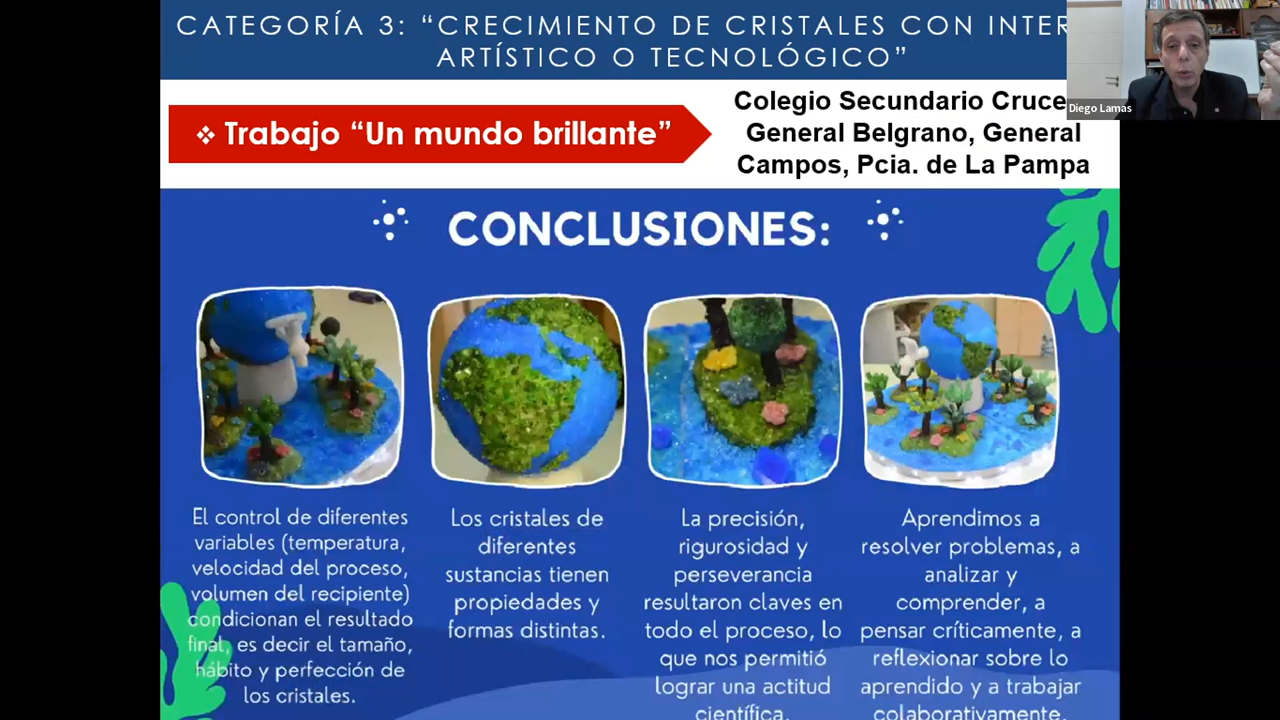 CATEGORÍA 3: “CRECIMIENTO DE CRISTALES CON INTER
ARTÍSTICO O TECNOLÓGICO”
Diego Lamas
❖ Trabajo “Un mundo brillante”
Colegio Secundario Cruce
General Belgrano, General
Campos, Pcia. de La Pampa
CONCLUSIONES:
El control de diferentes
variables (temperatura,
velocidad del proceso,
volumen del recipiente)
condicionan el resultado
final, es decir el tamaño,
hábito y perfección de
los cristales.
Los cristales de
diferentes
sustancias tienen
propiedades y
formas distintas.
La precisión,
rigurosidad y
perseverancia
resultaron claves en
todo el proceso, lo
que nos permitió
lograr una actitud
científica.
Aprendimos a
resolver problemas, a
analizar y
comprender, a
pensar críticamente, a
reflexionar sobre lo
aprendido y a trabajar
colaborativamente.